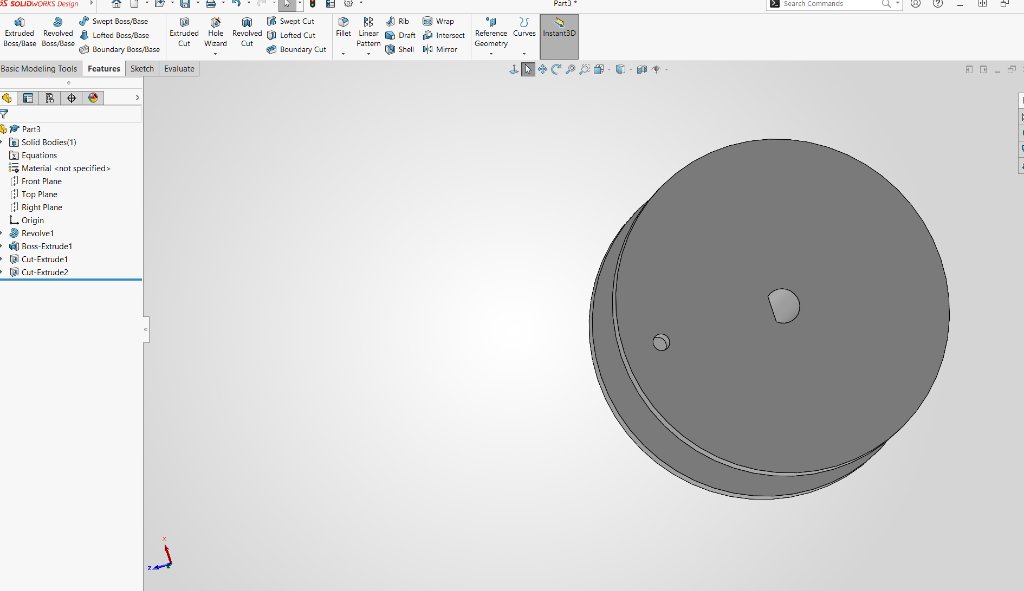 SOLIDWORKS Design
Part3 *
Search Commands
Extruded Boss/Base
Revolved Boss/Base
Swept Boss/Base
Lofted Boss/Base
Boundary Boss/Base
Extruded Cut
Hole Wizard
Revolved Cut
Swept Cut
Lofted Cut
Boundary Cut
Fillet
Linear Pattern
Rib
Draft
Shell
Wrap
Intersect
Mirror
Reference Geometry
Curves
Instant3D
Basic Modeling Tools
Features
Sketch
Evaluate
Part3
Solid Bodies(1)
Equations
Material <not specified>
Front Plane
Top Plane
Right Plane
Origin
Revolve1
Boss-Extrude1
Cut-Extrude1
Cut-Extrude2
X
Z